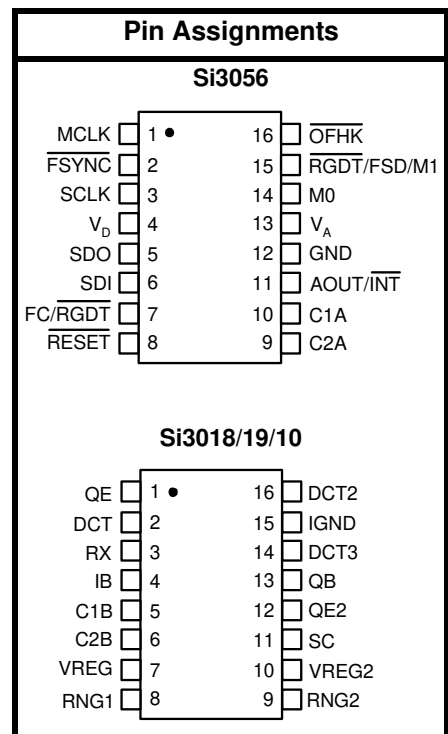 Pin Assignments
Si3056
MCLK 1 16 OFHK
FSYNC 2 15 RGDT/FSD/M1
SCLK 3 14 M0
VD 4 13 VA
SDO 5 12 GND
SDI 6 11 AOUT/INT
FC/RGDT 7 10 C1A
RESET 8 9 C2A
Si3018/19/10
QE 1 16 DCT2
DCT 2 15 IGND
RX 3 14 DCT3
IB 4 13 QB
C1B 5 12 QE2
C2B 6 11 SC
VREG 7 10 VREG2
RNG1 8 9 RNG2